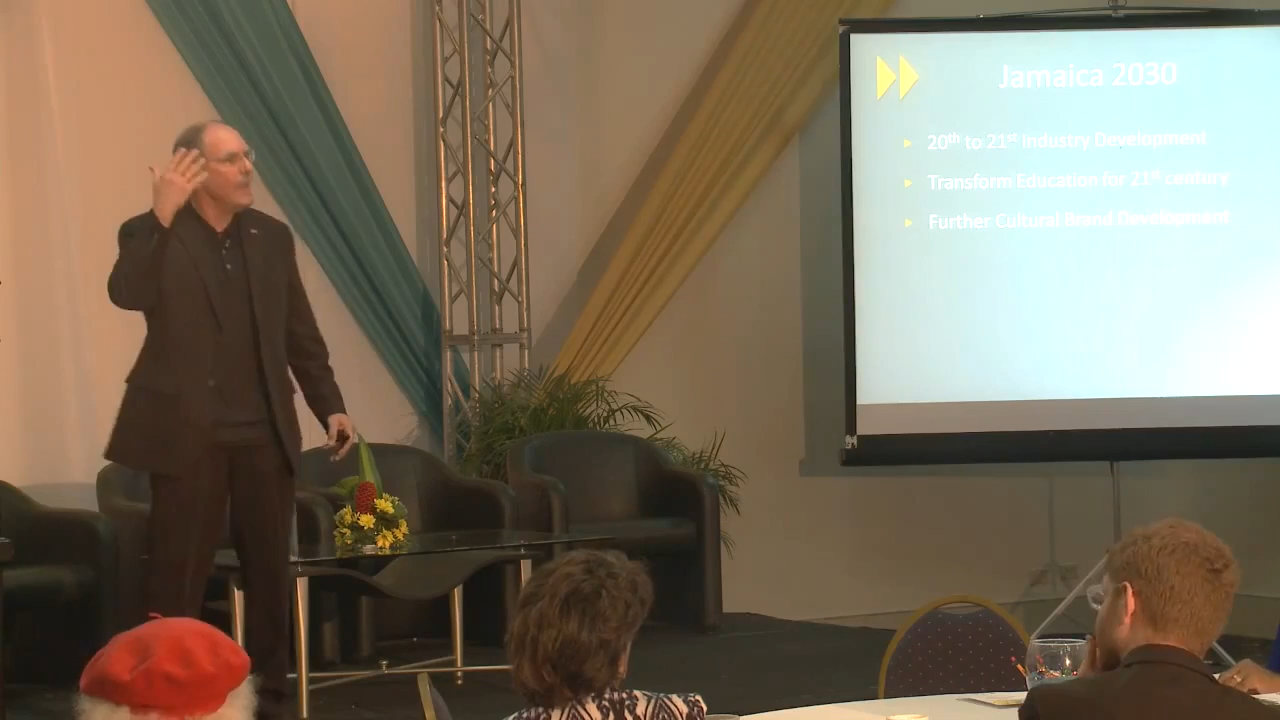 Jamaica 2030
20th to 21st Industry Development
Transform Education for 21st century
Further Cultural Brand Development